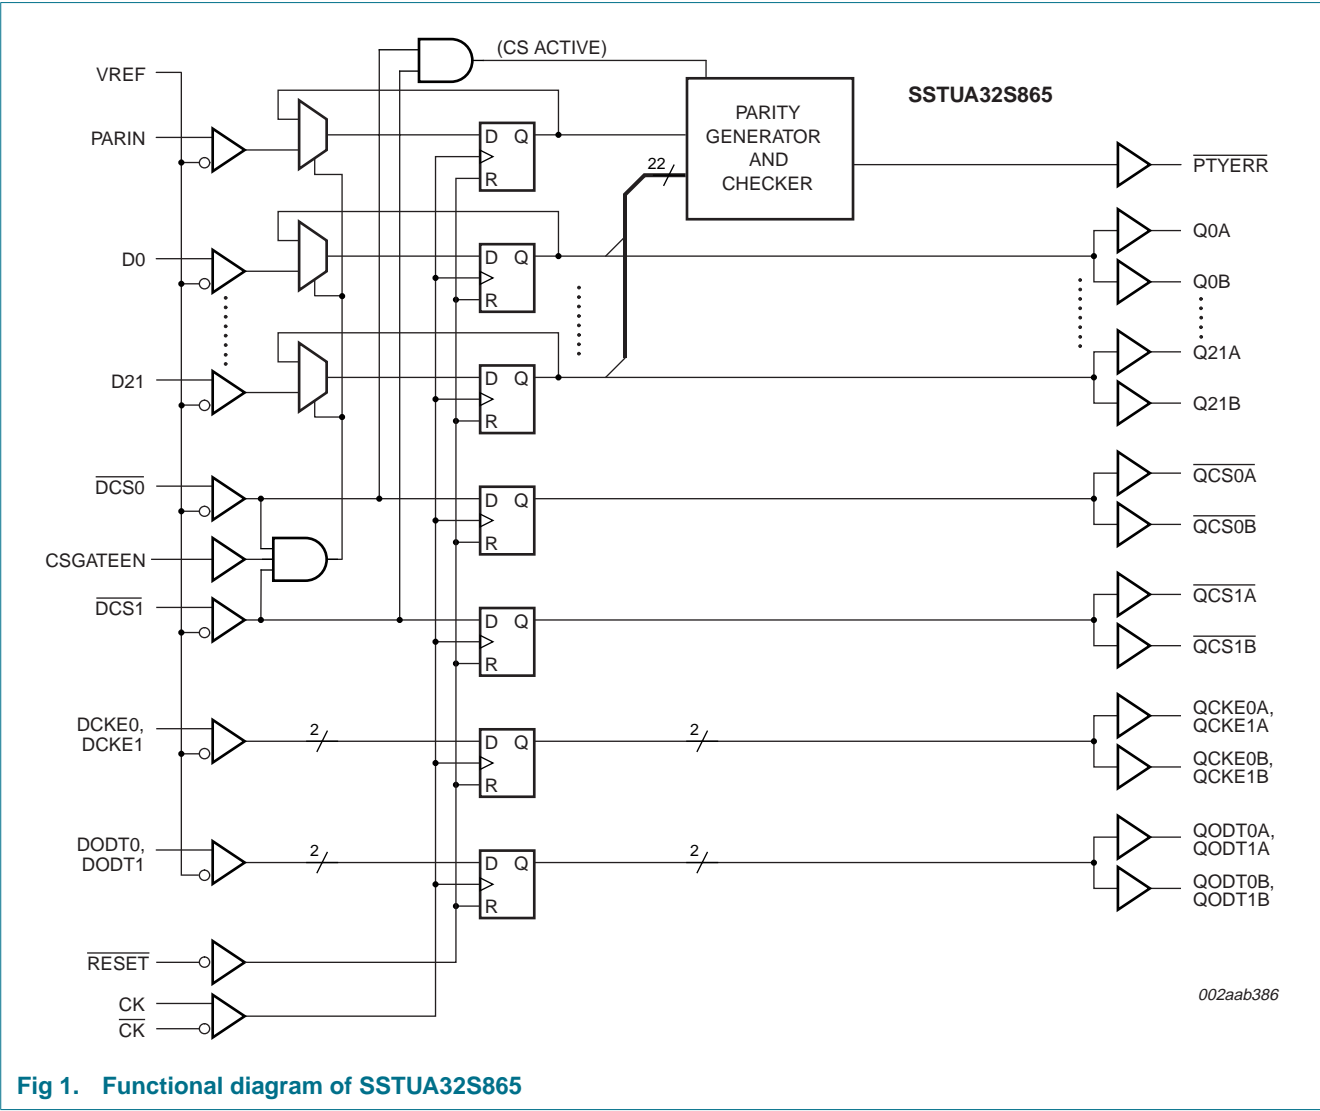 VREF
(CS ACTIVE)
SSTUA32S865
PARITY
GENERATOR
AND
CHECKER
PARIN
D Q
R
22
PTYERR
D0
D Q
R
Q0A
Q0B
D21
D Q
R
Q21A
Q21B
DCS0
D Q
R
QCS0A
QCS0B
CSGATEEN
DCS1
D Q
R
QCS1A
QCS1B
DCKE0,
DCKE1
2
D Q
R
2
QCKE0A,
QCKE1A
QCKE0B,
QCKE1B
DODT0,
DODT1
2
D Q
R
2
QODT0A,
QODT1A
QODT0B,
QODT1B
RESET
CK
CK
002aab386
Fig 1. Functional diagram of SSTUA32S865